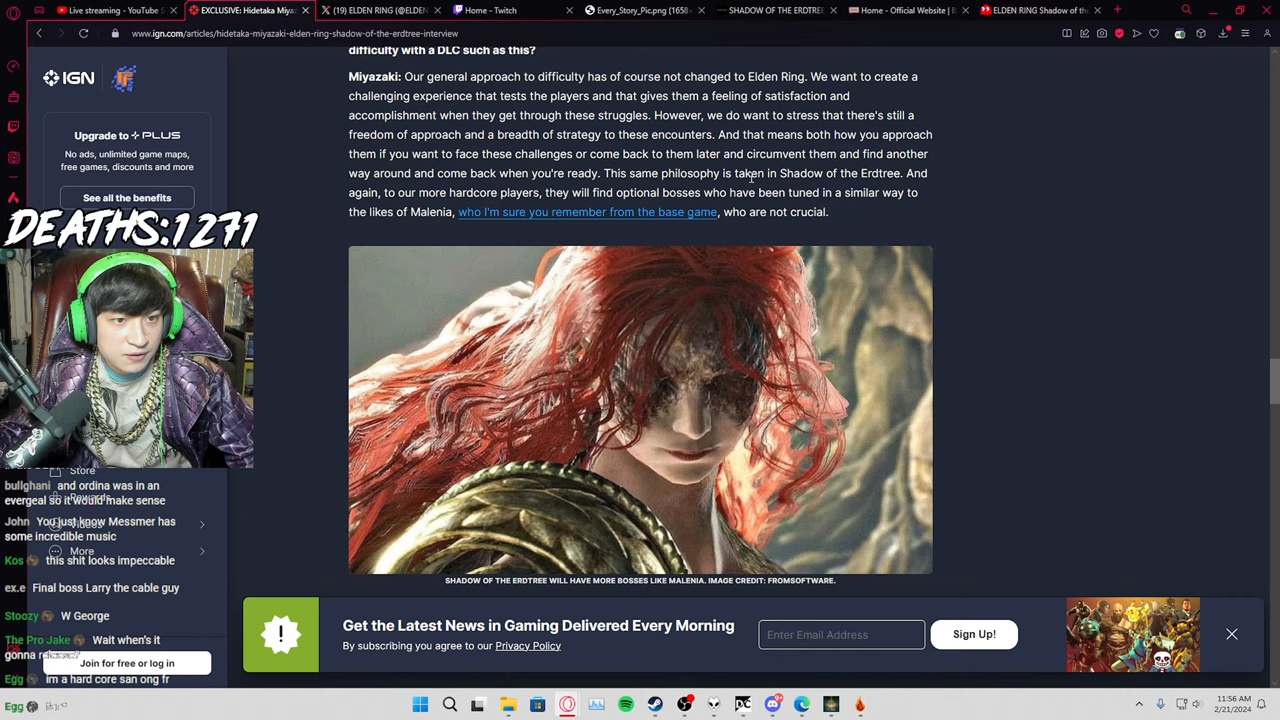 Live streaming - YouTube S
EXCLUSIVE: Hidetaka Miya
(19) ELDEN RING (@ELDEN
Home - Twitch
Every_Story_Pic.png (1658×
SHADOW OF THE ERDTREE
Home - Official Website | B
ELDEN RING Shadow of th
www.ign.com/articles/hidetaka-miyazaki-elden-ring-shadow-of-the-erdtree-interview
IGN
Upgrade to + PLUS
No ads, unlimited game maps,
free games, discounts and more
See all the benefits
DEATHS:1271
difficulty with a DLC such as this?
Miyazaki: Our general approach to difficulty has of course not changed to Elden Ring. We want to create a
challenging experience that tests the players and that gives them a feeling of satisfaction and
accomplishment when they get through these struggles. However, we do want to stress that there's still a
freedom of approach and a breadth of strategy to these encounters. And that means both how you approach
them if you want to face these challenges or come back to them later and circumvent them and find another
way around and come back when you're ready. This same philosophy is taken in Shadow of the Erdtree. And
again, to our more hardcore players, they will find optional bosses who have been tuned in a similar way to
the likes of Malenia, who I'm sure you remember from the base game, who are not crucial.
SHADOW OF THE ERDTREE WILL HAVE MORE BOSSES LIKE MALENIA. IMAGE CREDIT: FROMSOFTWARE.
Store
bullghani and ordina was in an
evergeal so it would make sense
Rewards
John You just know Messmer has
some incredible music
More
Kos this shit looks impeccable
ex.e Final boss Larry the cable guy
Stoozy W George
The Pro Jake Wait when's it
gonna
Join for free or log in
Egg im a hard core san ong fr
Egg
Get the Latest News in Gaming Delivered Every Morning
By subscribing you agree to our Privacy Policy
Enter Email Address
Sign Up!
11:56 AM
2/21/2024